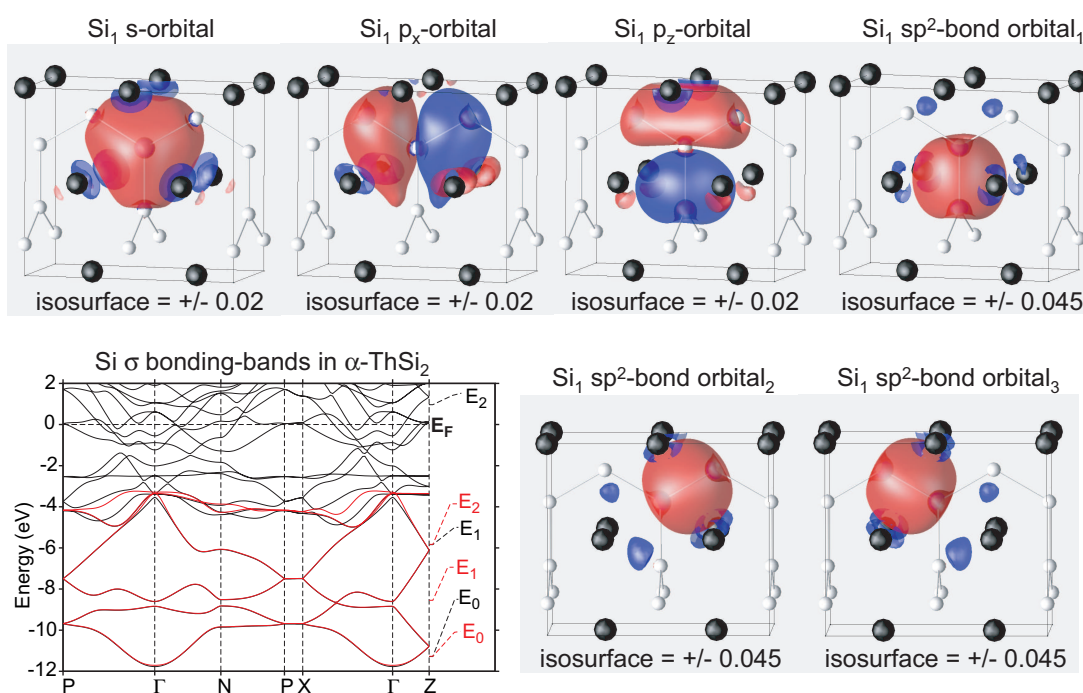 Si₁ s-orbital
Si₁ pₓ-orbital
Si₁ p_z-orbital
Si₁ sp²-bond orbital₁
isosurface = +/- 0.02
isosurface = +/- 0.02
isosurface = +/- 0.02
isosurface = +/- 0.045
Si σ bonding-bands in α-ThSi₂
Energy (eV)
2
0
-2
-4
-6
-8
-10
-12
P
Γ
N
P
X
Γ
Z
E₂
E_F
E₂
E₁
E₁
E₀
E₀
Si₁ sp²-bond orbital₂
Si₁ sp²-bond orbital₃
isosurface = +/- 0.045
isosurface = +/- 0.045